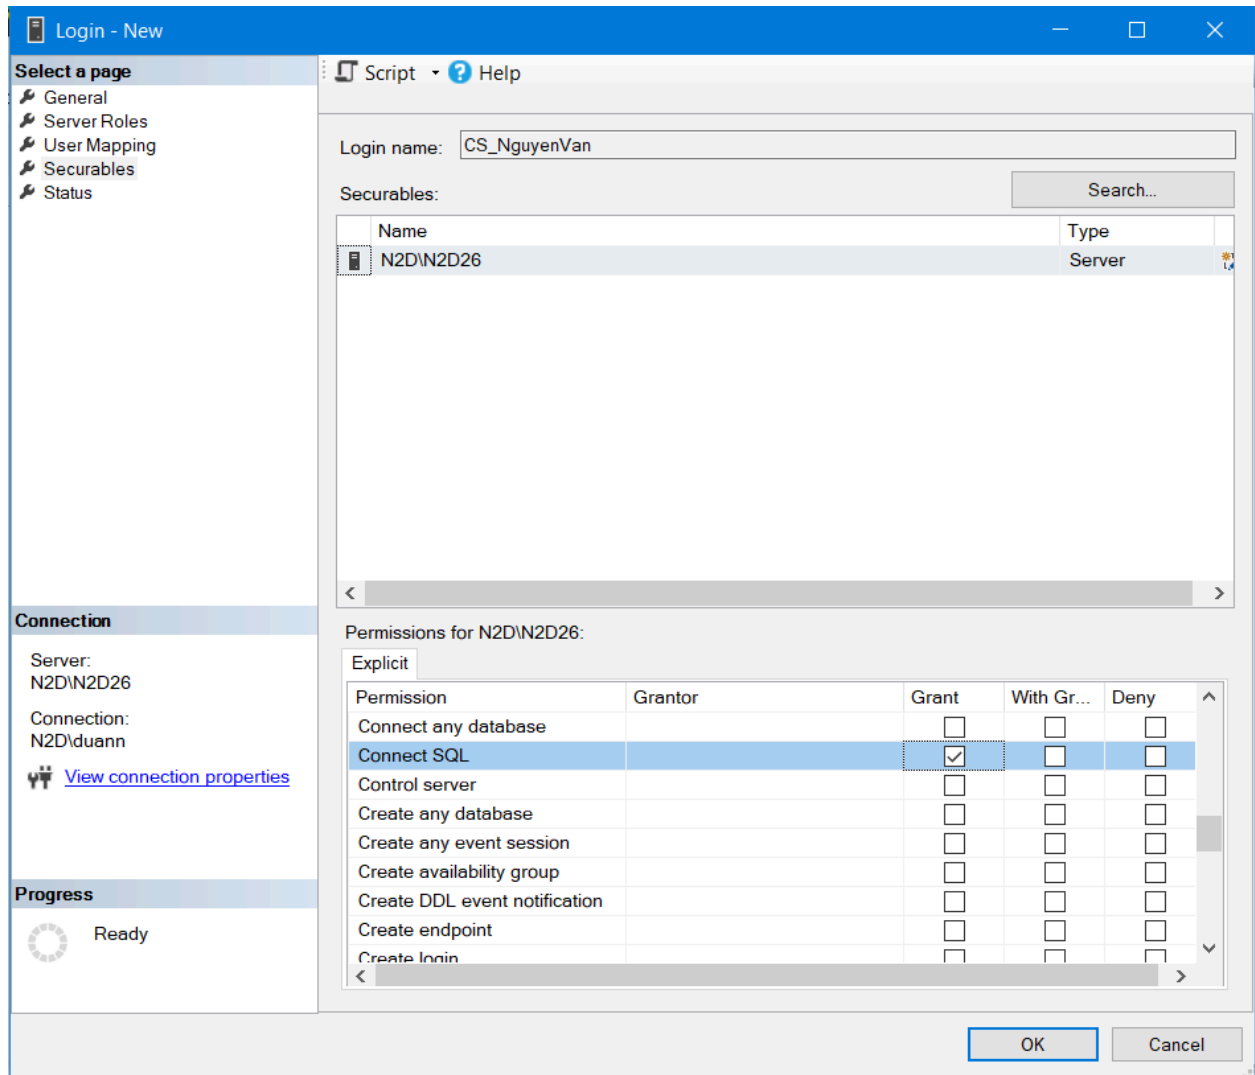 Login - New
Select a page
General
Server Roles
User Mapping
Securables
Status
Script
Help
Login name: CS_NguyenVan
Securables:
Search...
Name Type
N2D\N2D26 Server
Connection
Server:
N2D\N2D26
Connection:
N2D\duann
View connection properties
Progress
Ready
Permissions for N2D\N2D26:
Explicit
Permission Grantor Grant With Gr... Deny
Connect any database
Connect SQL
Control server
Create any database
Create any event session
Create availability group
Create DDL event notification
Create endpoint
Create login
OK Cancel